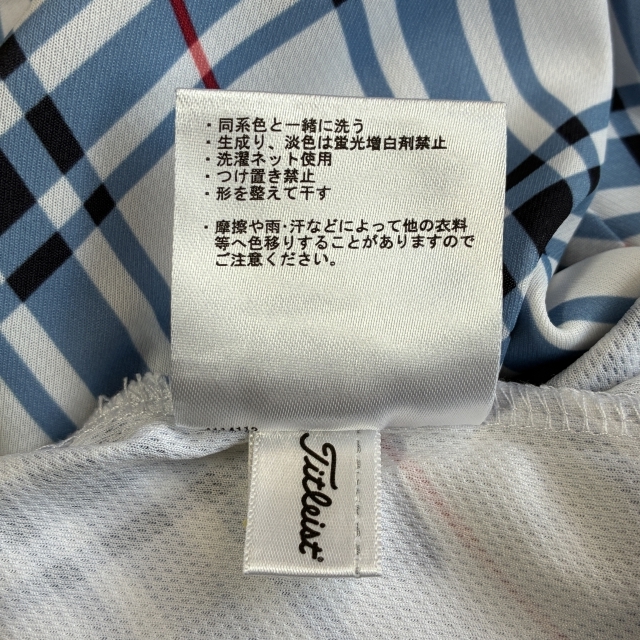 ・同系色と一緒に洗う
・生成り、淡色は蛍光増白剤禁止
・洗濯ネット使用
・つけ置き禁止
・形を整えて干す
・摩擦や雨・汗などによって他の衣料
等へ色移りすることがありますので
ご注意ください。
Titleist